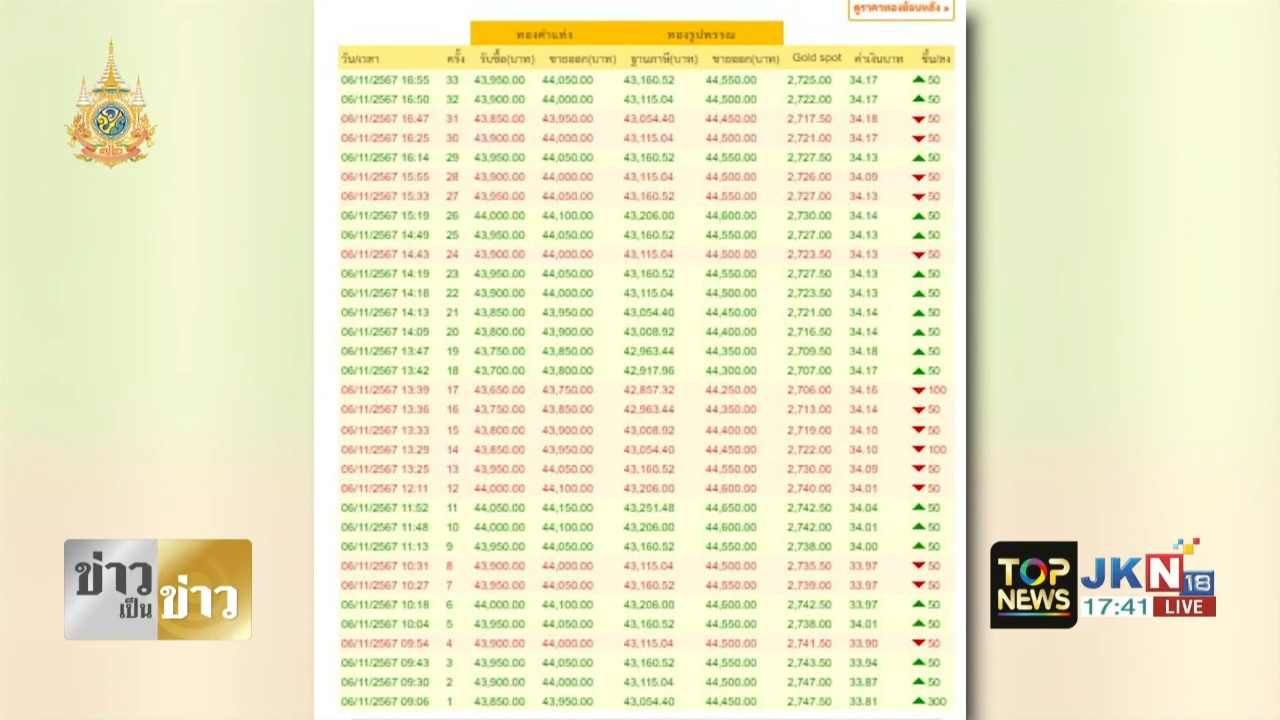 ดูราคาทองย้อนหลัง »
ทองคำแท่ง ทองรูปพรรณ
วัน/เวลา ครั้ง รับซื้อ(บาท) ขายออก(บาท) ฐานภาษี(บาท) ขายออก(บาท) Gold spot ค่าเงินบาท ขึ้น/ลง
06/11/2567 16:55 33 43,950.00 44,050.00 43,160.52 44,550.00 2,725.00 34.17 ▲ 50
06/11/2567 16:50 32 43,900.00 44,000.00 43,115.04 44,500.00 2,722.00 34.17 ▲ 50
06/11/2567 16:47 31 43,850.00 43,950.00 43,054.40 44,450.00 2,717.50 34.18 ▼ 50
06/11/2567 16:25 30 43,900.00 44,000.00 43,115.04 44,500.00 2,721.00 34.17 ▼ 50
06/11/2567 16:14 29 43,950.00 44,050.00 43,160.52 44,550.00 2,727.50 34.13 ▲ 50
06/11/2567 15:55 28 43,900.00 44,000.00 43,115.04 44,500.00 2,726.00 34.09 ▼ 50
06/11/2567 15:33 27 43,950.00 44,050.00 43,160.52 44,550.00 2,727.00 34.13 ▼ 50
06/11/2567 15:19 26 44,000.00 44,100.00 43,206.00 44,600.00 2,730.00 34.14 ▲ 50
06/11/2567 14:49 25 43,950.00 44,050.00 43,160.52 44,550.00 2,727.00 34.13 ▲ 50
06/11/2567 14:43 24 43,900.00 44,000.00 43,115.04 44,500.00 2,723.50 34.13 ▼ 50
06/11/2567 14:19 23 43,950.00 44,050.00 43,160.52 44,550.00 2,727.50 34.13 ▲ 50
06/11/2567 14:18 22 43,900.00 44,000.00 43,115.04 44,500.00 2,723.50 34.13 ▲ 50
06/11/2567 14:13 21 43,850.00 43,950.00 43,054.40 44,450.00 2,721.00 34.14 ▲ 50
06/11/2567 14:09 20 43,800.00 43,900.00 43,008.92 44,400.00 2,716.50 34.14 ▲ 50
06/11/2567 13:47 19 43,750.00 43,850.00 42,963.44 44,350.00 2,709.50 34.18 ▲ 50
06/11/2567 13:42 18 43,700.00 43,800.00 42,917.96 44,300.00 2,707.00 34.17 ▲ 50
06/11/2567 13:39 17 43,650.00 43,750.00 42,857.32 44,250.00 2,706.00 34.16 ▼ 100
06/11/2567 13:36 16 43,750.00 43,850.00 42,963.44 44,350.00 2,713.00 34.14 ▼ 50
06/11/2567 13:33 15 43,800.00 43,900.00 43,008.92 44,400.00 2,719.00 34.10 ▼ 50
06/11/2567 13:29 14 43,850.00 43,950.00 43,054.40 44,450.00 2,722.00 34.10 ▼ 100
06/11/2567 13:25 13 43,950.00 44,050.00 43,160.52 44,550.00 2,730.00 34.09 ▼ 50
06/11/2567 12:11 12 44,000.00 44,100.00 43,206.00 44,600.00 2,740.00 34.01 ▼ 50
06/11/2567 11:52 11 44,050.00 44,150.00 43,251.48 44,650.00 2,742.50 34.04 ▲ 50
06/11/2567 11:48 10 44,000.00 44,100.00 43,206.00 44,600.00 2,742.00 34.01 ▲ 50
06/11/2567 11:13 9 43,950.00 44,050.00 43,160.52 44,550.00 2,738.00 34.00 ▲ 50
06/11/2567 10:31 8 43,900.00 44,000.00 43,115.04 44,500.00 2,735.50 33.97 ▼ 50
06/11/2567 10:27 7 43,950.00 44,050.00 43,160.52 44,550.00 2,739.00 33.97 ▼ 50
06/11/2567 10:18 6 44,000.00 44,100.00 43,206.00 44,600.00 2,742.50 33.97 ▲ 50
06/11/2567 10:04 5 43,950.00 44,050.00 43,160.52 44,550.00 2,738.00 34.01 ▲ 50
06/11/2567 09:54 4 43,900.00 44,000.00 43,115.04 44,500.00 2,741.50 33.90 ▼ 50
06/11/2567 09:43 3 43,950.00 44,050.00 43,160.52 44,550.00 2,743.50 33.94 ▲ 50
06/11/2567 09:30 2 43,900.00 44,000.00 43,115.04 44,500.00 2,747.00 33.87 ▲ 50
06/11/2567 09:06 1 43,850.00 43,950.00 43,054.40 44,450.00 2,747.50 33.81 ▲ 300
ข่าว
เป็น ข่าว
TOP
NEWS
JKN 18
17:41 LIVE